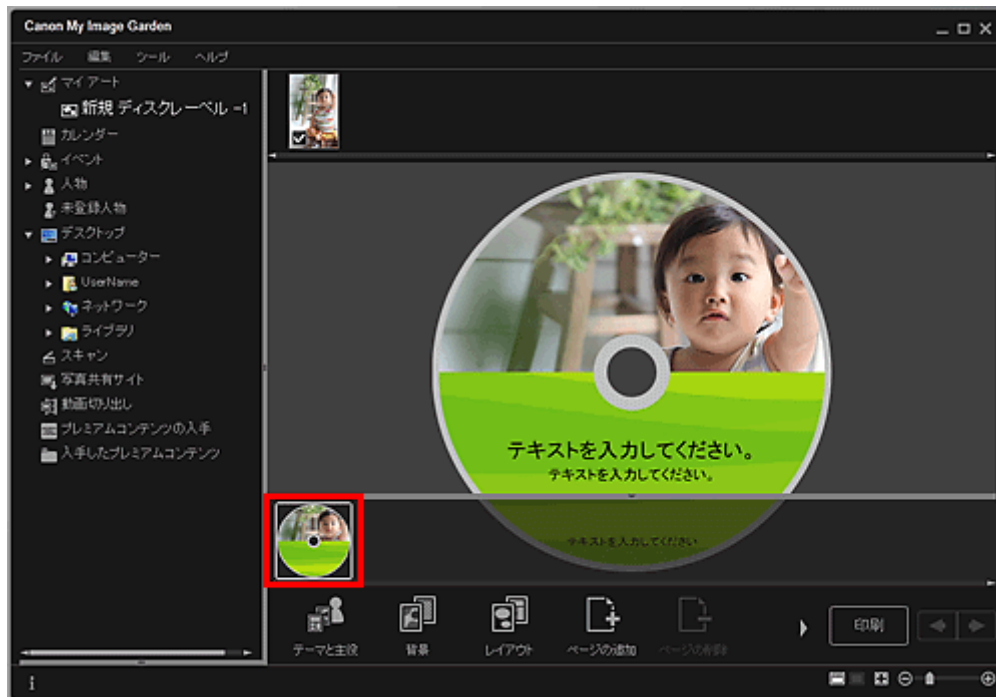 Canon My Image Garden
ファイル 編集 ツール ヘルプ
マイ アート
新規 ディスクレーベル -1
カレンダー
イベント
人物
未登録人物
デスクトップ
コンピューター
UserName
ネットワーク
ライブラリ
スキャン
写真共有サイト
動画切り出し
プレミアムコンテンツの入手
入手したプレミアムコンテンツ
テキストを入力してください。
テキストを入力してください。
テキストを入力してください
テーマと主役 背景 レイアウト ページの追加 ページの削除 印刷